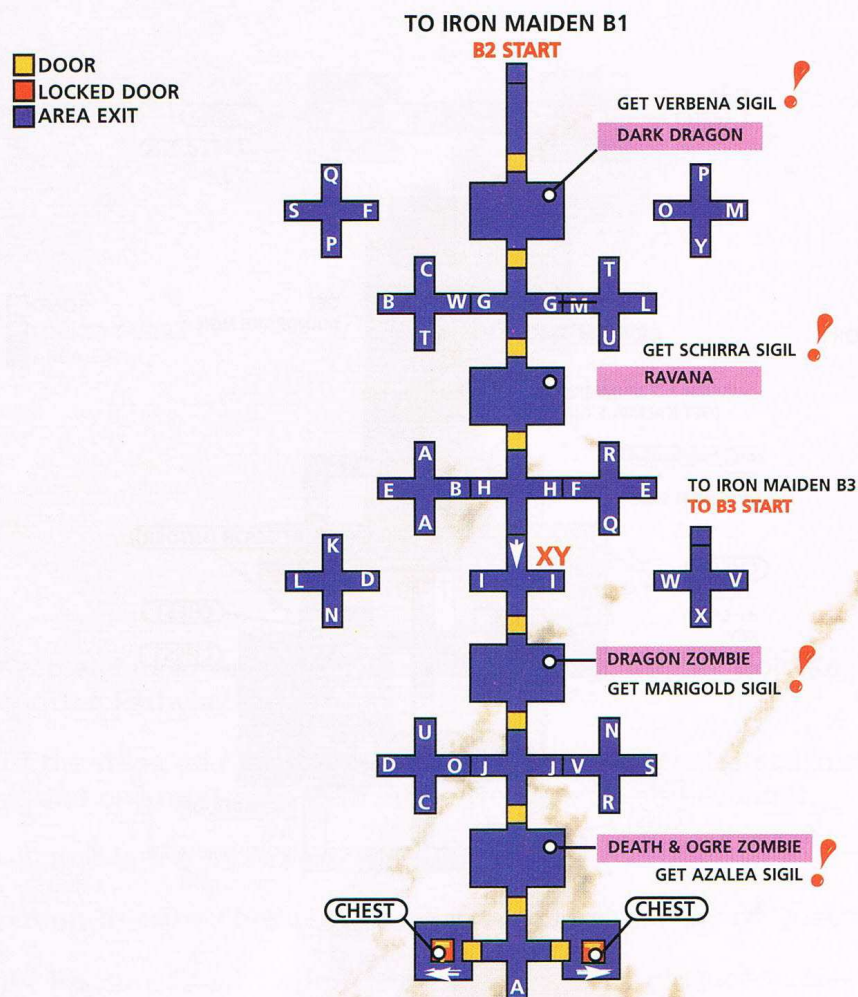 TO IRON MAIDEN B1
B2 START
DOOR
LOCKED DOOR
AREA EXIT
GET VERBENA SIGIL !
DARK DRAGON
Q
S F
P
P
O M
Y
C
B W G
T
T
G M L
U
GET SCHIRRA SIGIL !
RAVANA
A
E B H
A
R
H F E
Q
TO IRON MAIDEN B3
TO B3 START
XY
K
L D
N
I I
W V
X
DRAGON ZOMBIE
GET MARIGOLD SIGIL !
U
D O J
C
N
J V S
R
DEATH & OGRE ZOMBIE
GET AZALEA SIGIL !
CHEST
CHEST
A